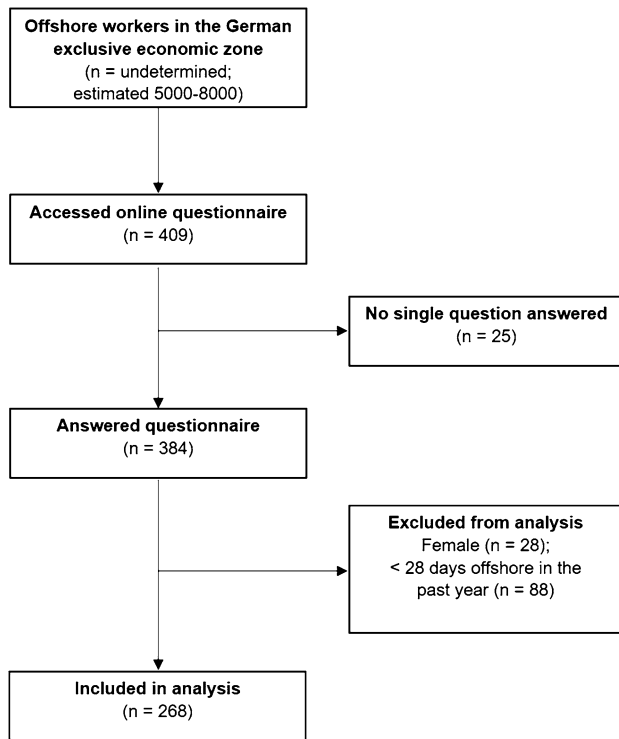 Offshore workers in the German
exclusive economic zone
(n = undetermined;
estimated 5000-8000)
Accessed online questionnaire
(n = 409)
No single question answered
(n = 25)
Answered questionnaire
(n = 384)
Excluded from analysis
Female (n = 28);
< 28 days offshore in the
past year (n = 88)
Included in analysis
(n = 268)